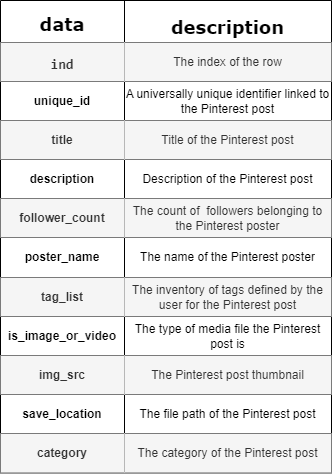 data description
ind The index of the row
unique_id A universally unique identifier linked to
the Pinterest post
title Title of the Pinterest post
description Description of the Pinterest post
follower_count The count of followers belonging to
the Pinterest poster
poster_name The name of the Pinterest poster
tag_list The inventory of tags defined by the
user for the Pinterest post
is_image_or_video The type of media file the Pinterest
post is
img_src The Pinterest post thumbnail
save_location The file path of the Pinterest post
category The category of the Pinterest post